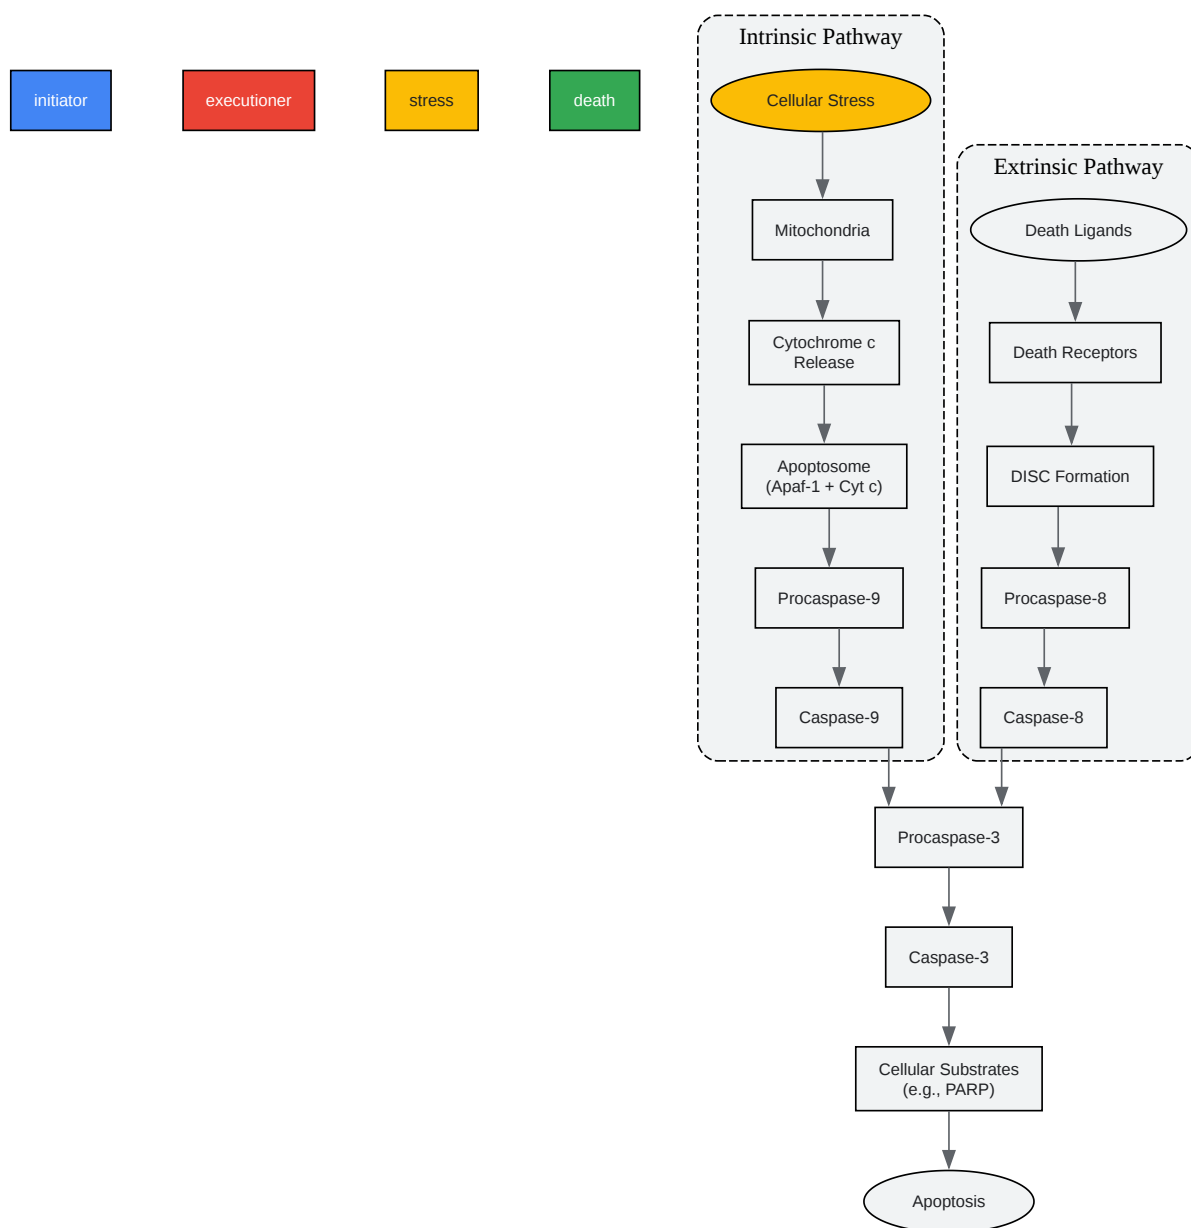 Intrinsic Pathway
initiator
executioner
stress
death
Cellular Stress
Extrinsic Pathway
Mitochondria
Death Ligands
Cytochrome c
Release
Death Receptors
Apoptosome
(Apaf-1 + Cyt c)
DISC Formation
Procaspase-9
Procaspase-8
Caspase-9
Caspase-8
Procaspase-3
Caspase-3
Cellular Substrates
(e.g., PARP)
Apoptosis